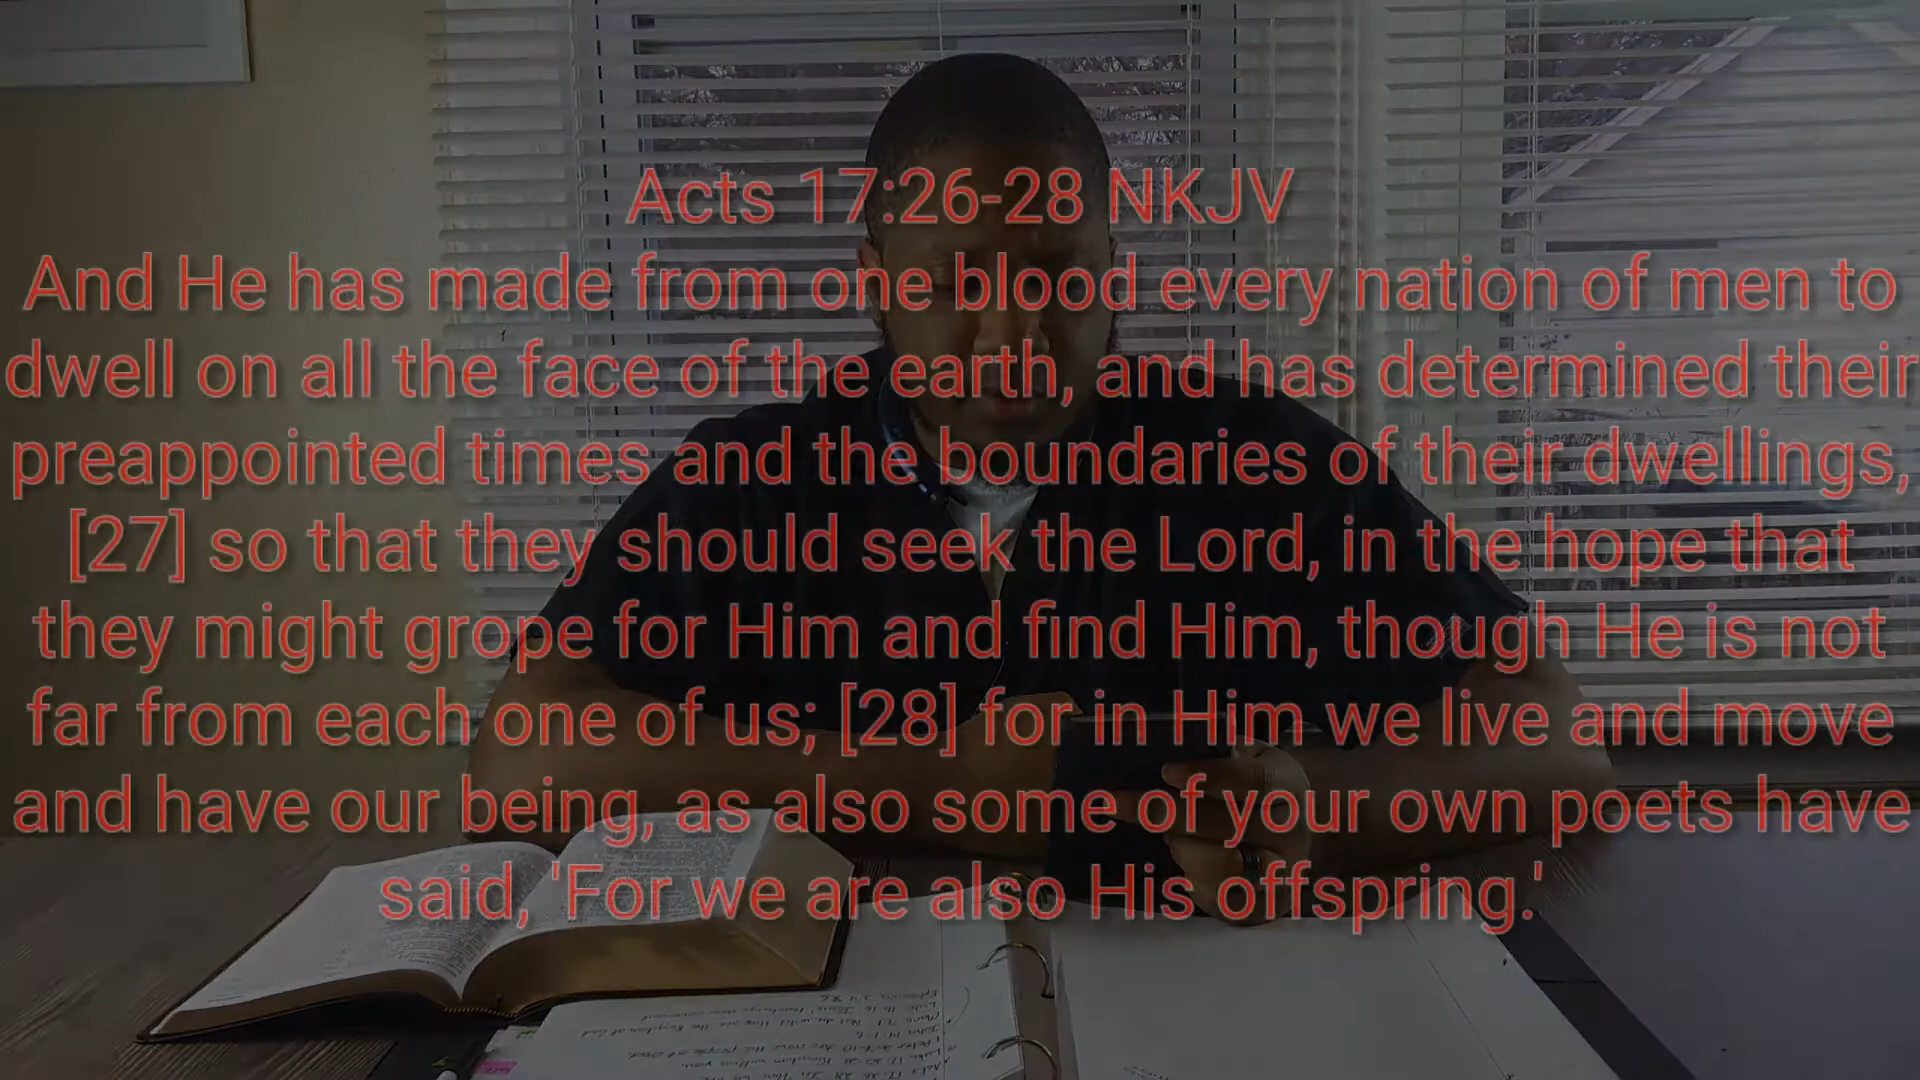 Acts 17:26-28 NKJV
And He has made from one blood every nation of men to
dwell on all the face of the earth, and has determined their
preappointed times and the boundaries of their dwellings,
[27] so that they should seek the Lord, in the hope that
they might grope for Him and find Him, though He is not
far from each one of us; [28] for in Him we live and move
and have our being, as also some of your own poets have
said, 'For we are also His offspring.'